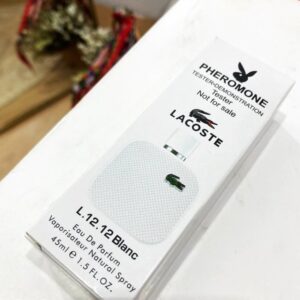 PHEROMONE
TESTER-DEMONSTRATION
Tester
Not for sale
LACOSTE
L.12.12 Blanc
Eau De Parfum
Vaporisateur Natural Spray
45ml e 1.5 FL.OZ.